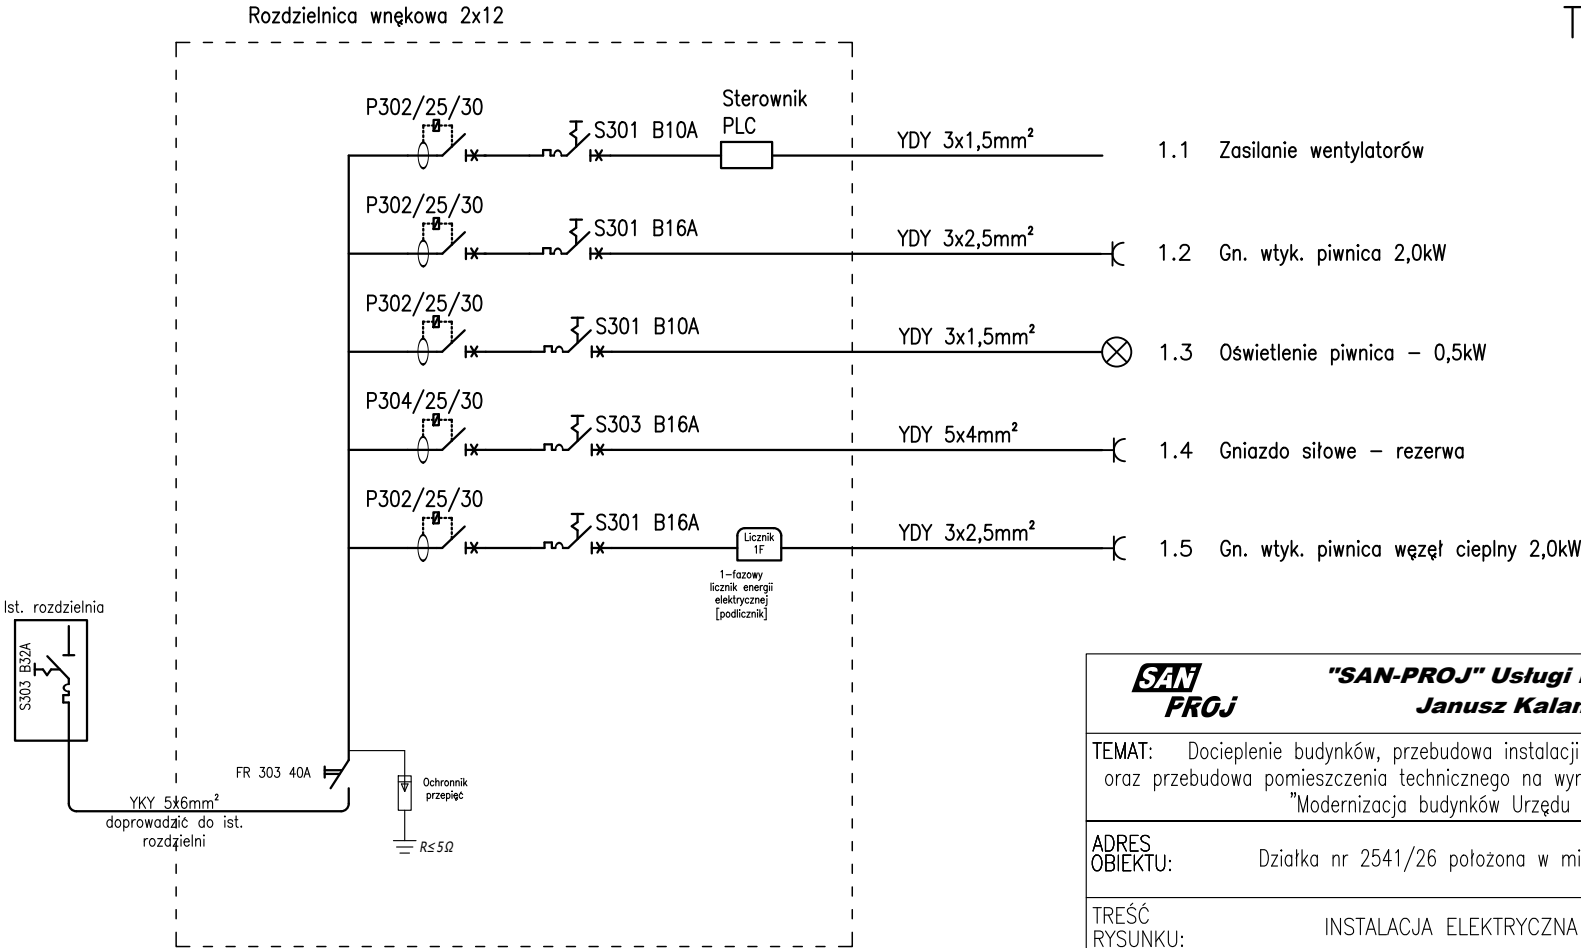 Rozdzielnica wnękowa 2x12
T
P302/25/30
S301 B10A
Sterownik
PLC
YDY 3x1,5mm²
1.1 Zasilanie wentylatorów
P302/25/30
S301 B16A
YDY 3x2,5mm²
1.2 Gn. wtyk. piwnica 2,0kW
P302/25/30
S301 B10A
YDY 3x1,5mm²
1.3 Oświetlenie piwnica – 0,5kW
P304/25/30
S303 B16A
YDY 5x4mm²
1.4 Gniazdo siłowe – rezerwa
P302/25/30
S301 B16A
Licznik
1F
YDY 3x2,5mm²
1.5 Gn. wtyk. piwnica węzęł cieplny 2,0kW
1–fazowy
licznik energii
elektrycznej
[podlicznik]
Ist. rozdzielnia
S303 B32A
FR 303 40A
Ochronnik
przepięć
YKY 5x6mm²
doprowadzić do ist.
rozdzielni
R≤5Ω
SAN
PROJ
"SAN-PROJ" Usługi
Janusz Kalan
TEMAT: Docieplenie budynków, przebudowa instalacji
oraz przebudowa pomieszczenia technicznego na wyn
"Modernizacja budynków Urzędu
ADRES
OBIEKTU:
Działka nr 2541/26 położona w mi
TREŚĆ
RYSUNKU:
INSTALACJA ELEKTRYCZNA